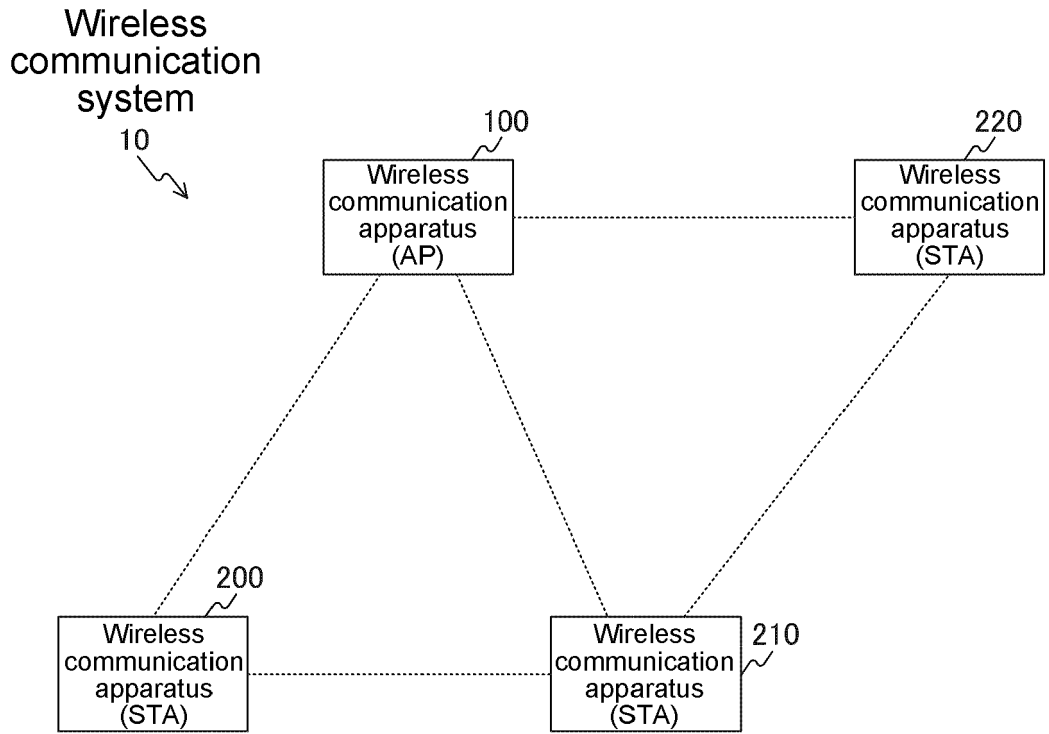 Wireless
communication
system
10
100
Wireless
communication
apparatus
(AP)
220
Wireless
communication
apparatus
(STA)
200
Wireless
communication
apparatus
(STA)
210
Wireless
communication
apparatus
(STA)